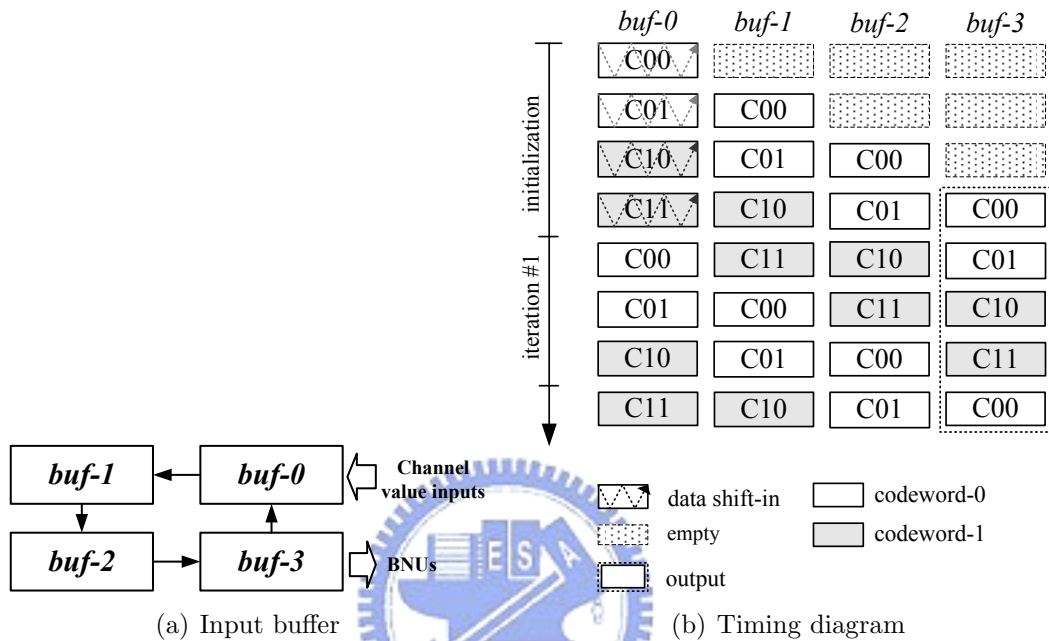 buf-0 buf-1 buf-2 buf-3
initialization
iteration #1
C00
C01 C00
C10 C01 C00
C11 C10 C01 C00
C00 C11 C10 C01
C01 C00 C11 C10
C10 C01 C00 C11
C11 C10 C01 C00
buf-1 buf-0 Channel
value inputs
buf-2 buf-3 BNUs
data shift-in codeword-0
empty codeword-1
output
E S A
(a) Input buffer (b) Timing diagram